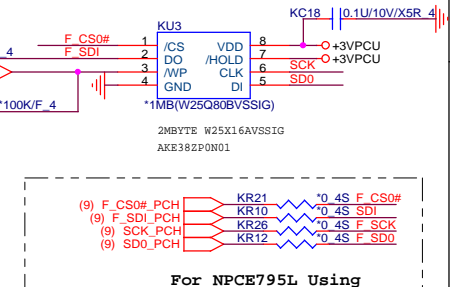 KU3
KC18 0.1U/10V/X5R_4
F_CS0# 1 /CS VDD 8 +3VPCU
_4 F_SDI 2 DO /HOLD 7 +3VPCU
3 /WP CLK 6 SCK
4 GND DI 5 SD0
*100K/F_4
*1MB(W25Q80BVSSIG)
2MBYTE W25X16AVSSIG
AKE38ZP0N01
(9) F_CS0#_PCH KR21 *0_4S F_CS0#
(9) F_SDI_PCH KR10 *0_4S SDI
(9) SCK_PCH KR26 *0_4S F_SCK
(9) SD0_PCH KR12 *0_4S F_SD0
For NPCE795L Using